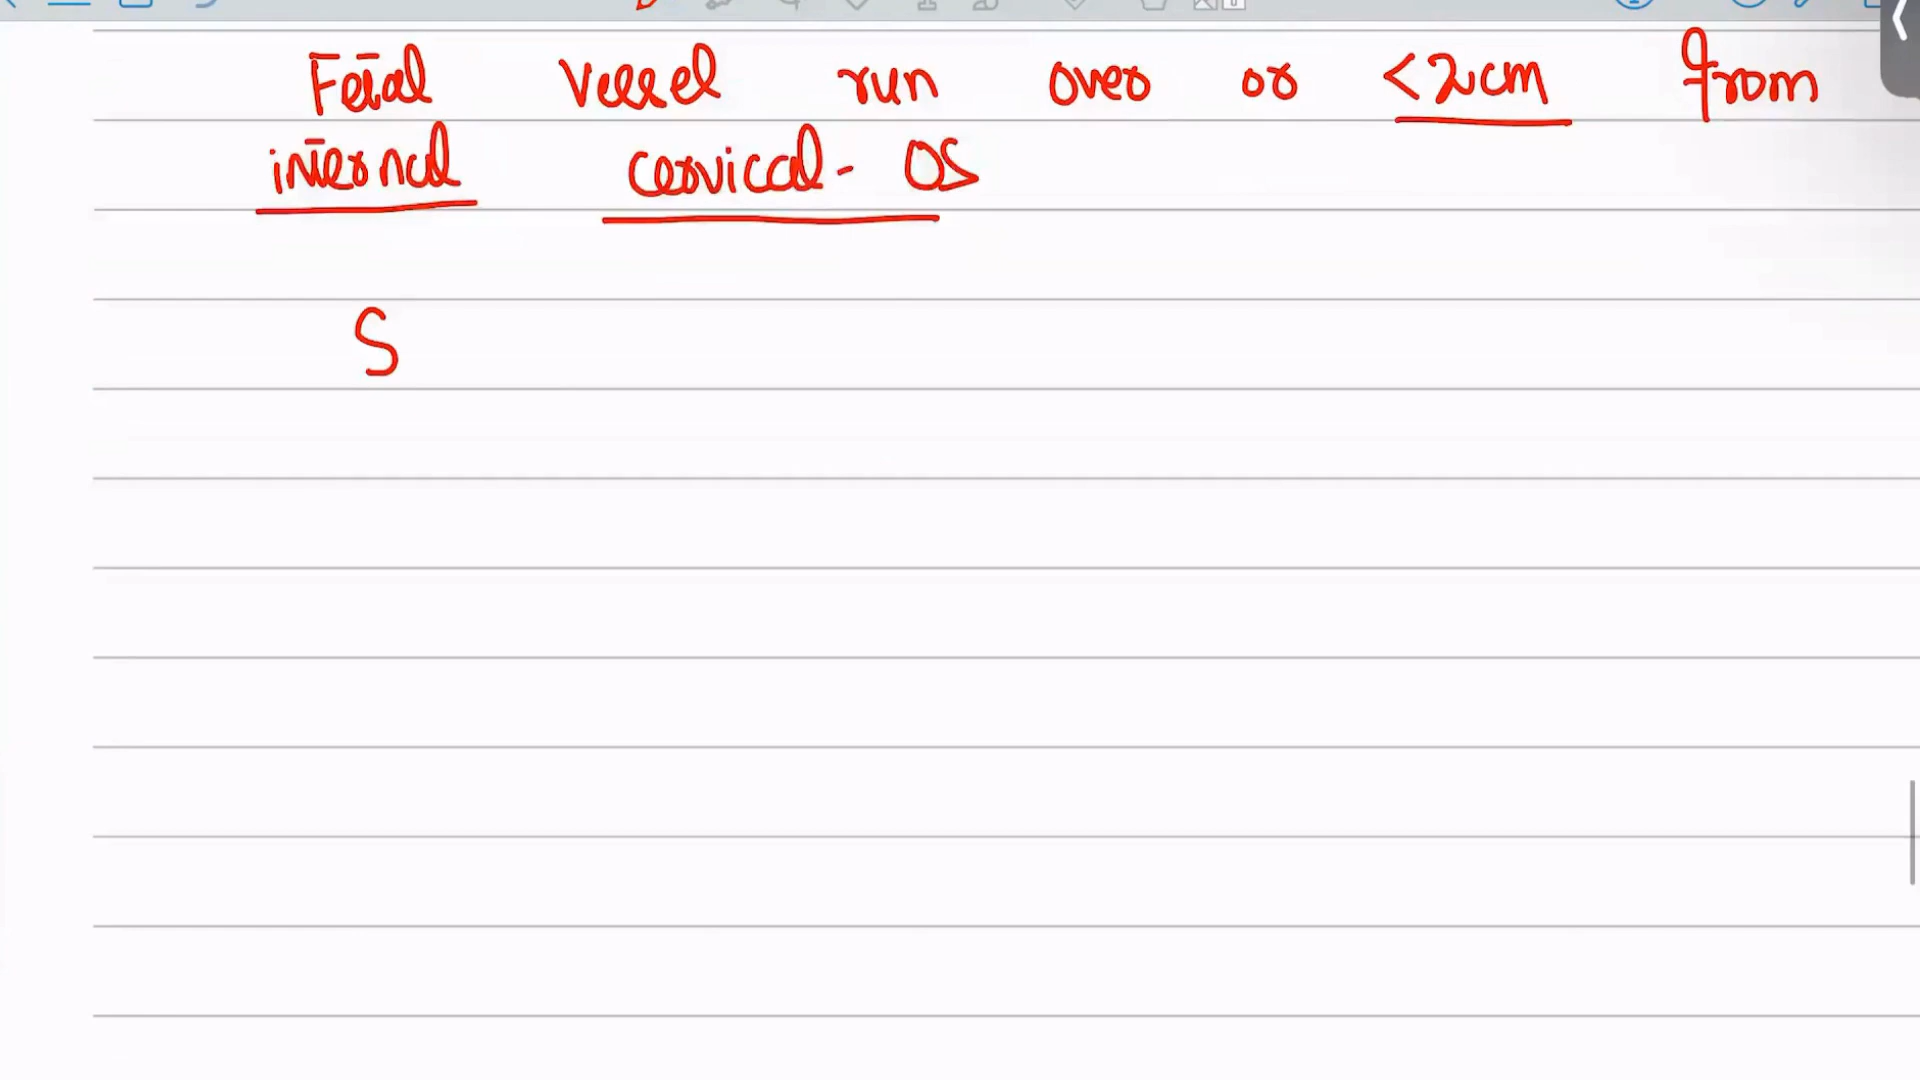 Fetal vessel run over or <2cm from
internal cervical - OS
S